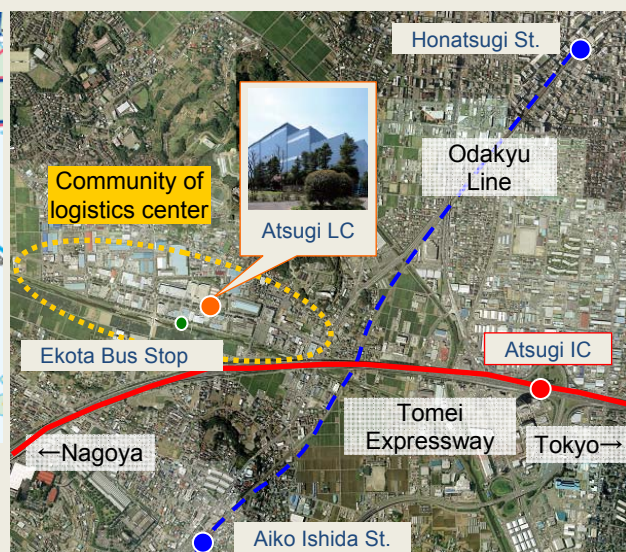 Honatsugi St.
Odakyu
Line
Community of
logistics center
Atsugi LC
Ekota Bus Stop
Atsugi IC
Tomei
Expressway
←Nagoya
Tokyo→
Aiko Ishida St.